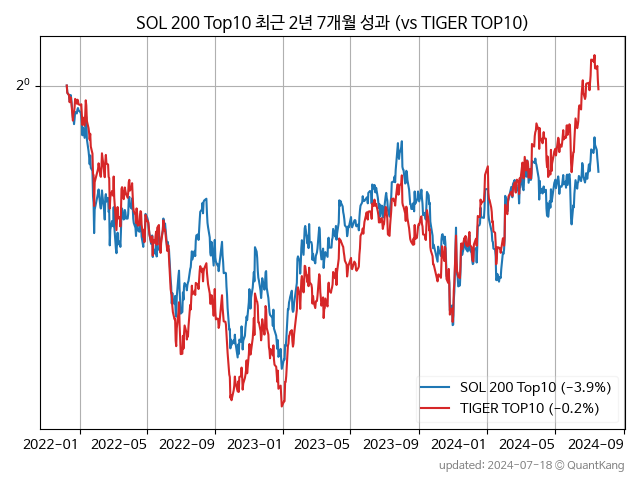 SOL 200 Top10 최근 2년 7개월 성과 (vs TIGER TOP10)
2⁰
SOL 200 Top10 (−3.9%)
TIGER TOP10 (−0.2%)
2022-01 2022-05 2022-09 2023-01 2023-05 2023-09 2024-01 2024-05 2024-09
updated: 2024-07-18 © QuantKang